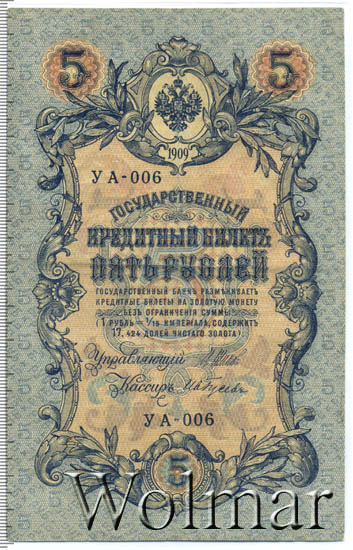 5 5
1909
УА-006
ГОСУДАРСТВЕННЫЙ
КРЕДИТНЫЙ БИЛЕТЪ
ПЯТЬ РУБЛЕЙ
ГОСУДАРСТВЕННЫЙ БАНКЪ РАЗМѢНИВАЕТЪ
КРЕДИТНЫЕ БИЛЕТЫ НА ЗОЛОТУЮ МОНЕТУ
БЕЗЪ ОГРАНИЧЕНІЯ СУММЫ
(1 РУБЛЬ = 1/15 ИМПЕРІАЛА, СОДЕРЖИТЪ
17,424 ДОЛЕЙ ЧИСТАГО ЗОЛОТА)
Управляющій
Кассиръ
УА-006
5
Wolmar